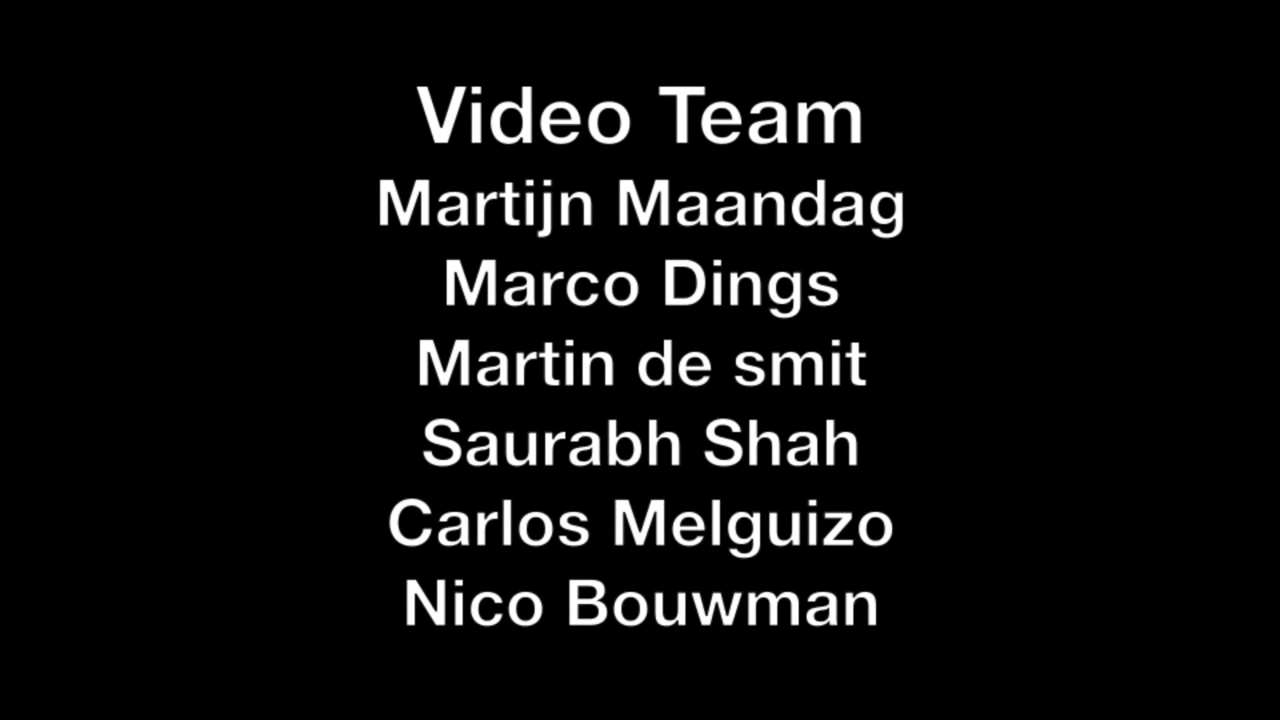 Video Team
Martijn Maandag
Marco Dings
Martin de smit
Saurabh Shah
Carlos Melguizo
Nico Bouwman